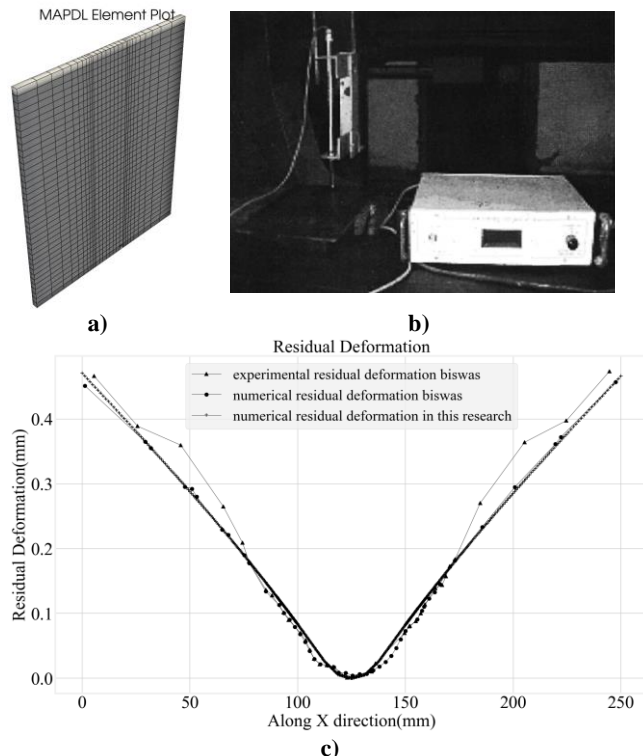 MAPDL Element Plot
a)
b)
Residual Deformation
experimental residual deformation biswas
numerical residual deformation biswas
numerical residual deformation in this research
Residual Deformation(mm)
0.4
0.3
0.2
0.1
0.0
0
50
100
150
200
250
Along X direction(mm)
c)